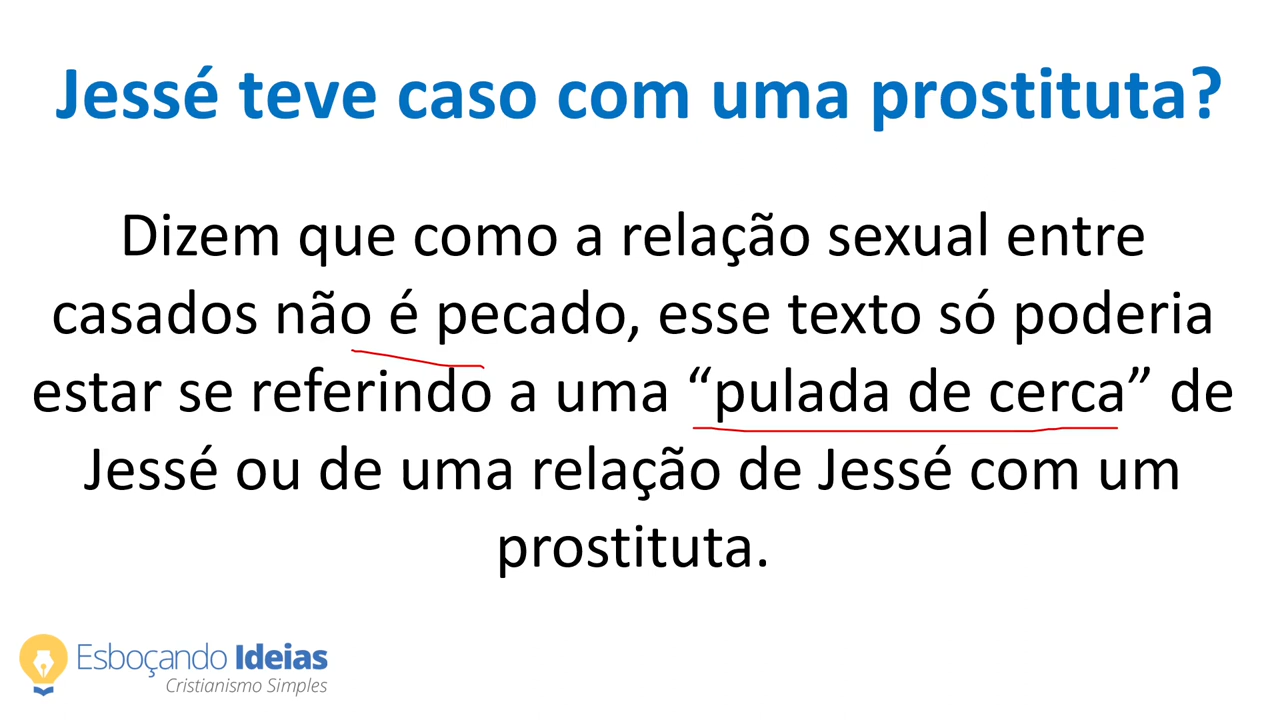 Jessé teve caso com uma prostituta?
Dizem que como a relação sexual entre
casados não é pecado, esse texto só poderia
estar se referindo a uma “pulada de cerca” de
Jessé ou de uma relação de Jessé com um
prostituta.
Esboçando Ideias
Cristianismo Simples